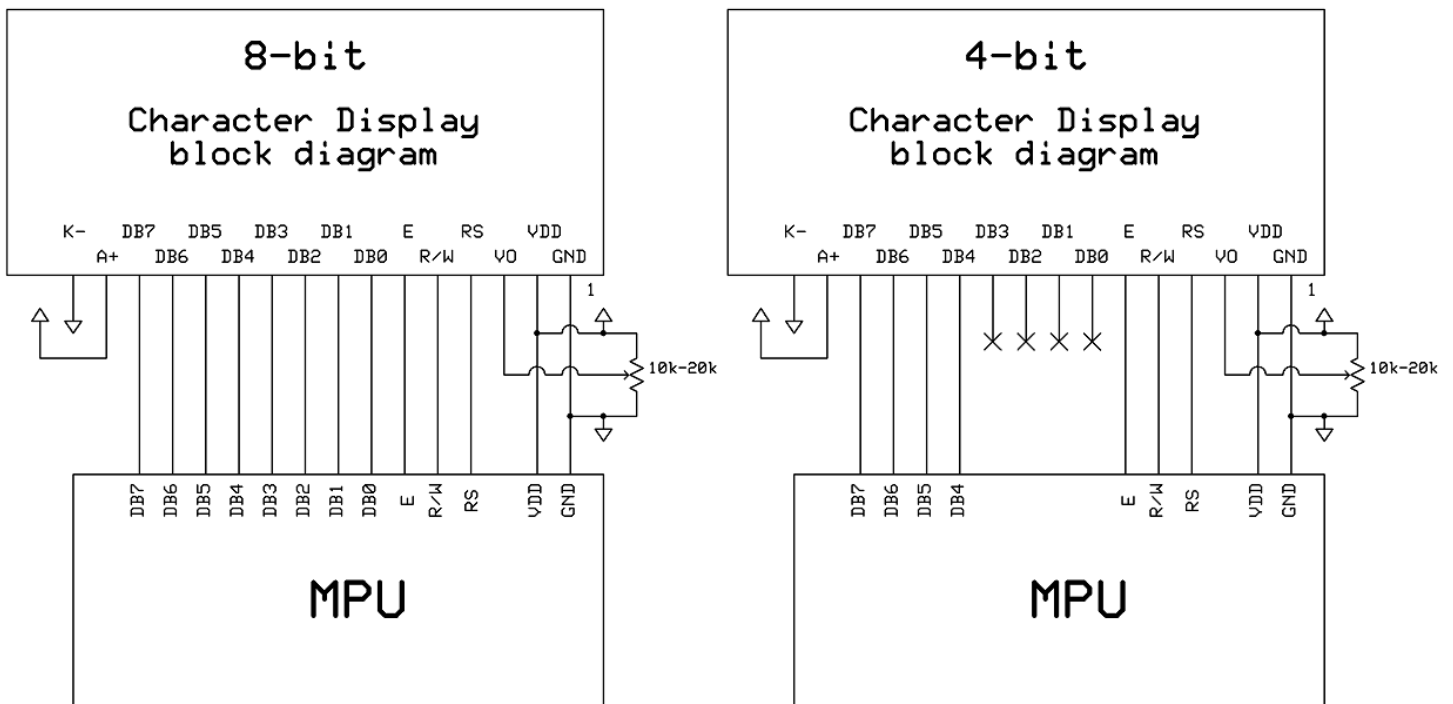 8-bit
Character Display
block diagram
K- DB7 DB5 DB3 DB1 E RS VDD
A+ DB6 DB4 DB2 DB0 R/W VO GND
1
10k-20k
DB7 DB6 DB5 DB4 DB3 DB2 DB1 DB0 E R/W RS VDD GND
MPU
4-bit
Character Display
block diagram
K- DB7 DB5 DB3 DB1 E RS VDD
A+ DB6 DB4 DB2 DB0 R/W VO GND
1
10k-20k
DB7 DB6 DB5 DB4 E R/W RS VDD GND
MPU